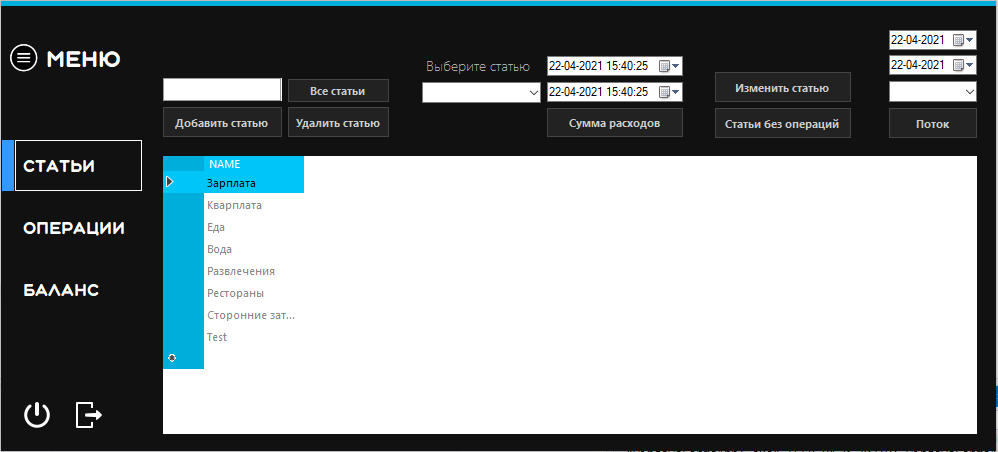 МЕНЮ
СТАТЬИ
ОПЕРАЦИИ
БАЛАНС
Все статьи
Добавить статью
Удалить статью
Выберите статью
22-04-2021 15:40:25
22-04-2021 15:40:25
Сумма расходов
Изменить статью
Статьи без операций
22-04-2021
22-04-2021
Поток
NAME
Зарплата
Кварплата
Еда
Вода
Развлечения
Рестораны
Сторонние зат...
Test